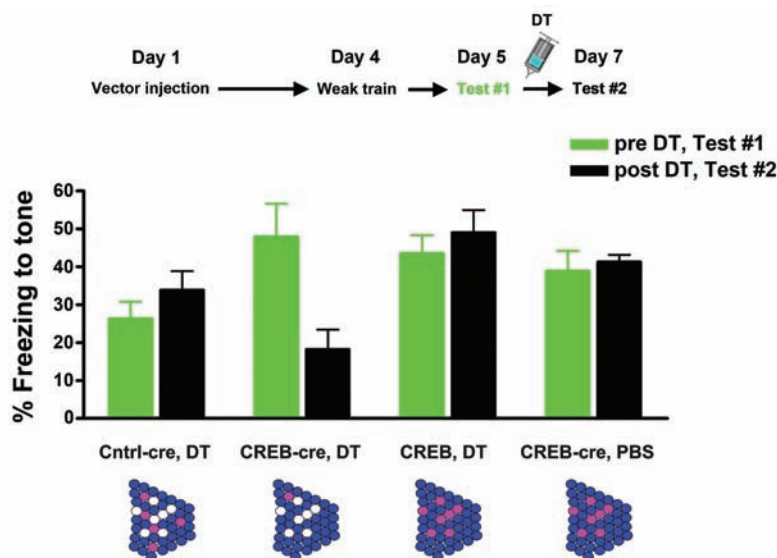 DT
Day 1 Day 4 Day 5 Day 7
Vector injection Weak train Test #1 Test #2
pre DT, Test #1
post DT, Test #2
% Freezing to tone
60
50
40
30
20
10
0
Cntrl-cre, DT CREB-cre, DT CREB, DT CREB-cre, PBS